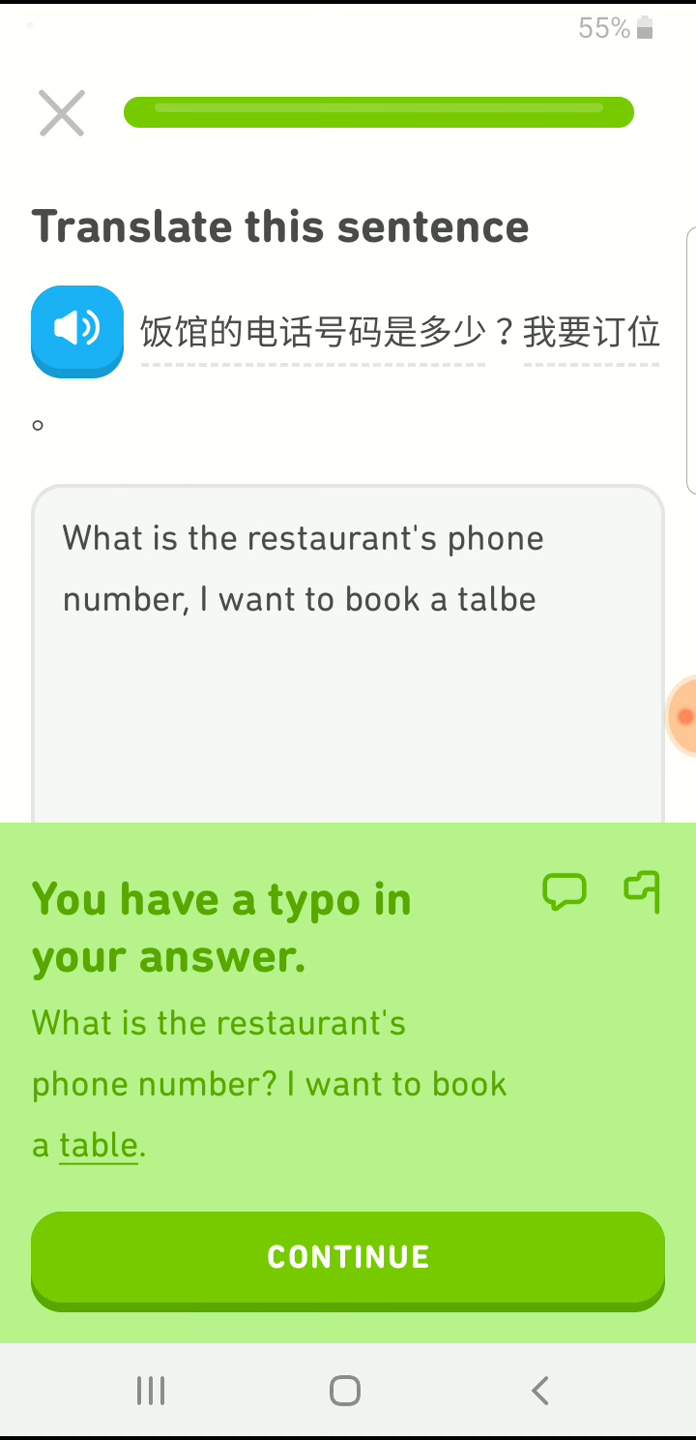 55%
Translate this sentence
饭馆的电话号码是多少？我要订位
。
What is the restaurant's phone
number, I want to book a talbe
You have a typo in
your answer.
What is the restaurant's
phone number? I want to book
a table.
CONTINUE